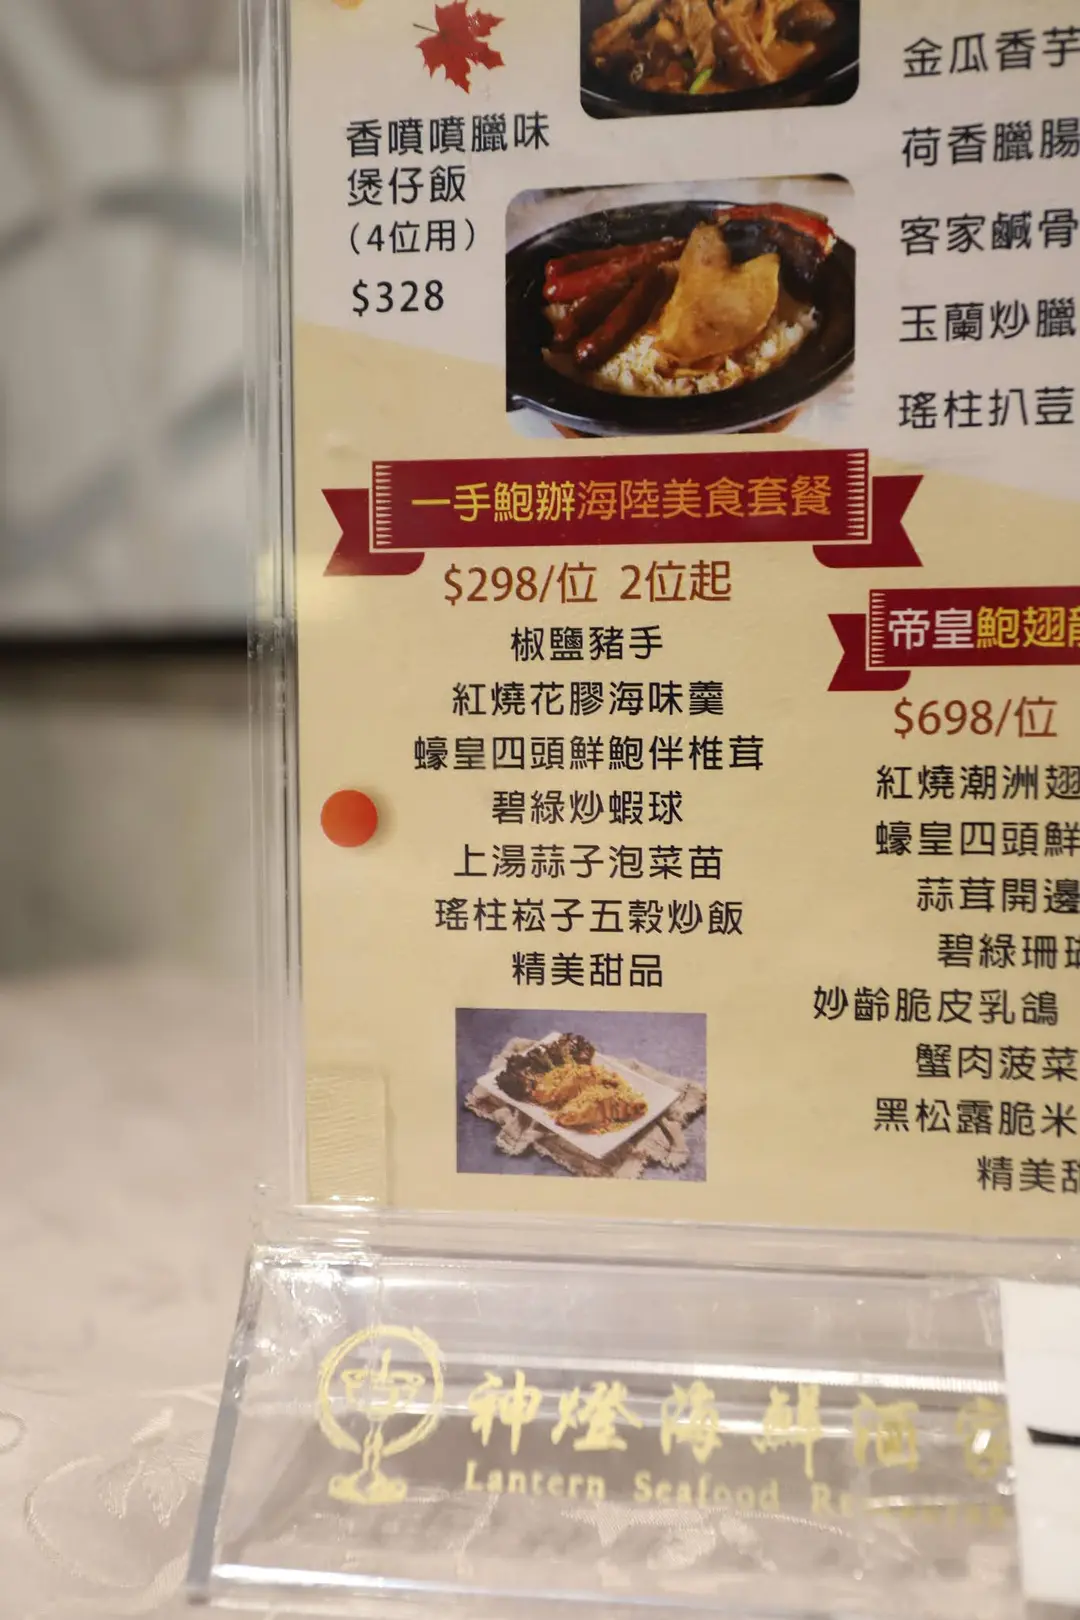 香噴噴臘味
煲仔飯
(4位用)
$328
金瓜香芋
荷香臘腸
客家鹹骨
玉蘭炒臘
瑤柱扒荳
一手鮑辦海陸美食套餐
$298/位 2位起
椒鹽豬手
紅燒花膠海味羹
蠔皇四頭鮮鮑伴椎茸
碧綠炒蝦球
上湯蒜子泡菜苗
瑤柱崧子五穀炒飯
精美甜品
帝皇鮑翅
$698/位
紅燒潮洲翅
蠔皇四頭鮮
蒜茸開邊
碧綠珊
妙齡脆皮乳鴿
蟹肉菠菜
黑松露脆米
精美甜
神燈海鮮酒家
Lantern Seafood Restaurant